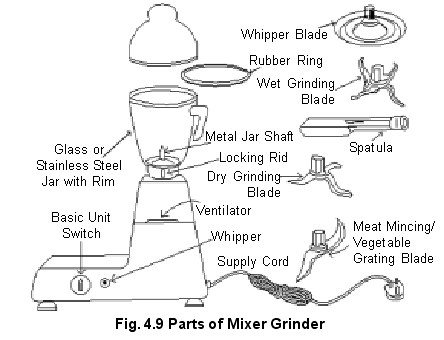 Whipper Blade
Rubber Ring
Wet Grinding
Blade
Glass or
Stainless Steel
Jar with Rim
Metal Jar Shaft
Locking Rid
Spatula
Dry Grinding
Blade
Ventilator
Basic Unit
Switch
Whipper
Supply Cord
Meat Mincing/
Vegetable
Grating Blade
Fig. 4.9 Parts of Mixer Grinder